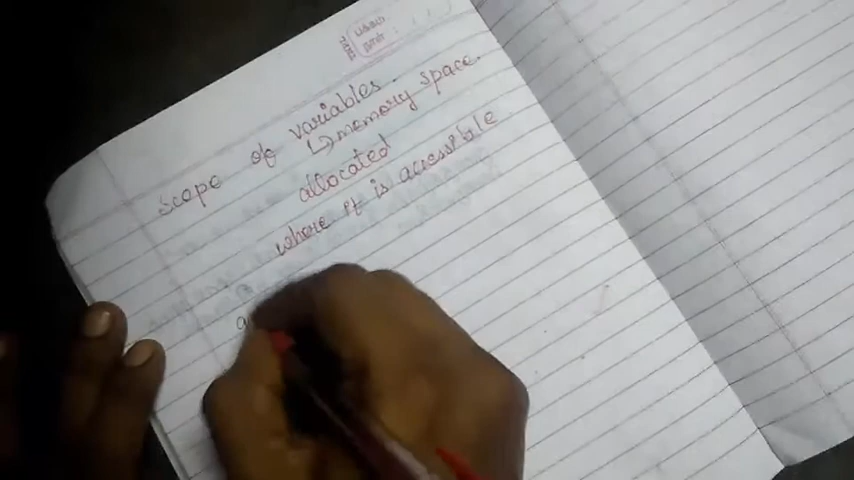 scope of variables.
↳ memory space
allocated
where it is accessible
a